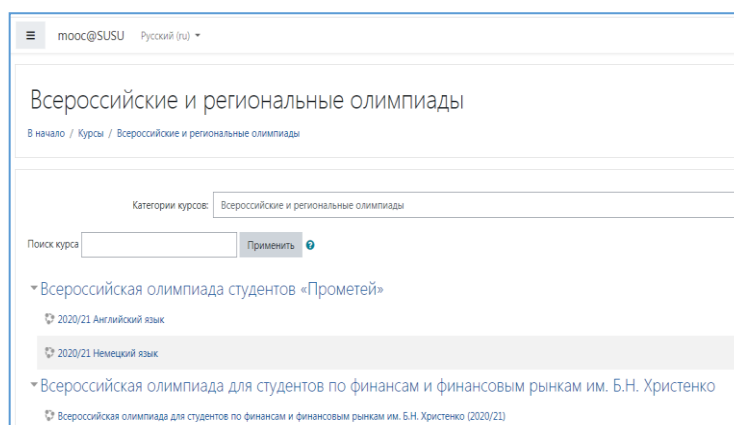 mooc@SUSU Русский (ru)
Всероссийские и региональные олимпиады
В начало / Курсы / Всероссийские и региональные олимпиады
Категории курсов: Всероссийские и региональные олимпиады
Поиск курса Применить ?
Всероссийская олимпиада студентов «Прометей»
2020/21 Английский язык
2020/21 Немецкий язык
Всероссийская олимпиада для студентов по финансам и финансовым рынкам им. Б.Н. Христенко
Всероссийская олимпиада для студентов по финансам и финансовым рынкам им. Б.Н. Христенко (2020/21)